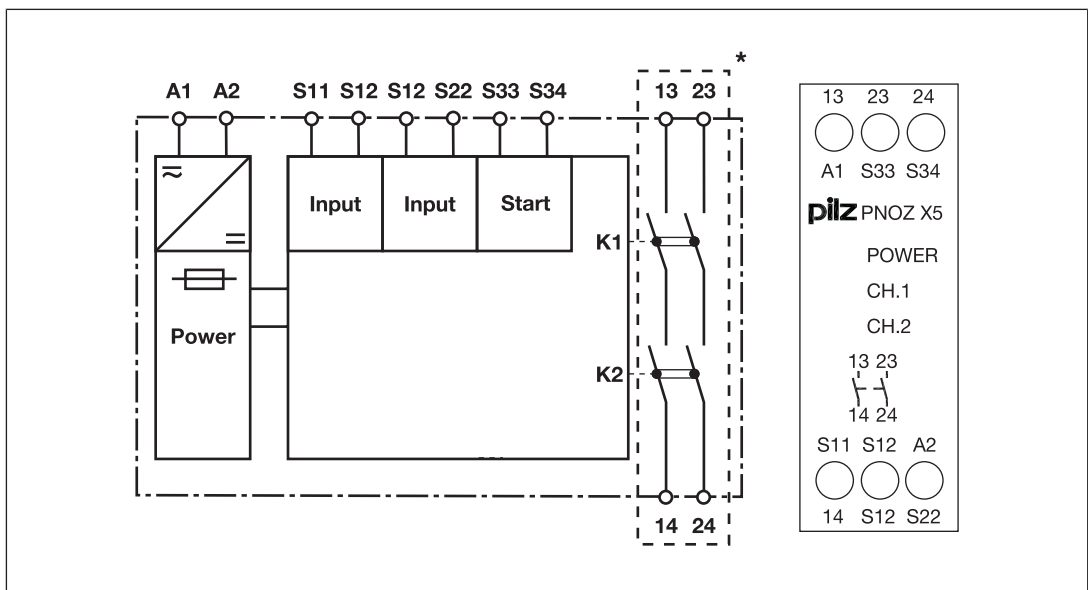 *
A1 A2 S11 S12 S12 S22 S33 S34 13 23
Input Input Start
K1
Power
K2
14 24
13 23 24
A1 S33 S34
pilz PNOZ X5
POWER
CH.1
CH.2
13 23
14 24
S11 S12 A2
14 S12 S22